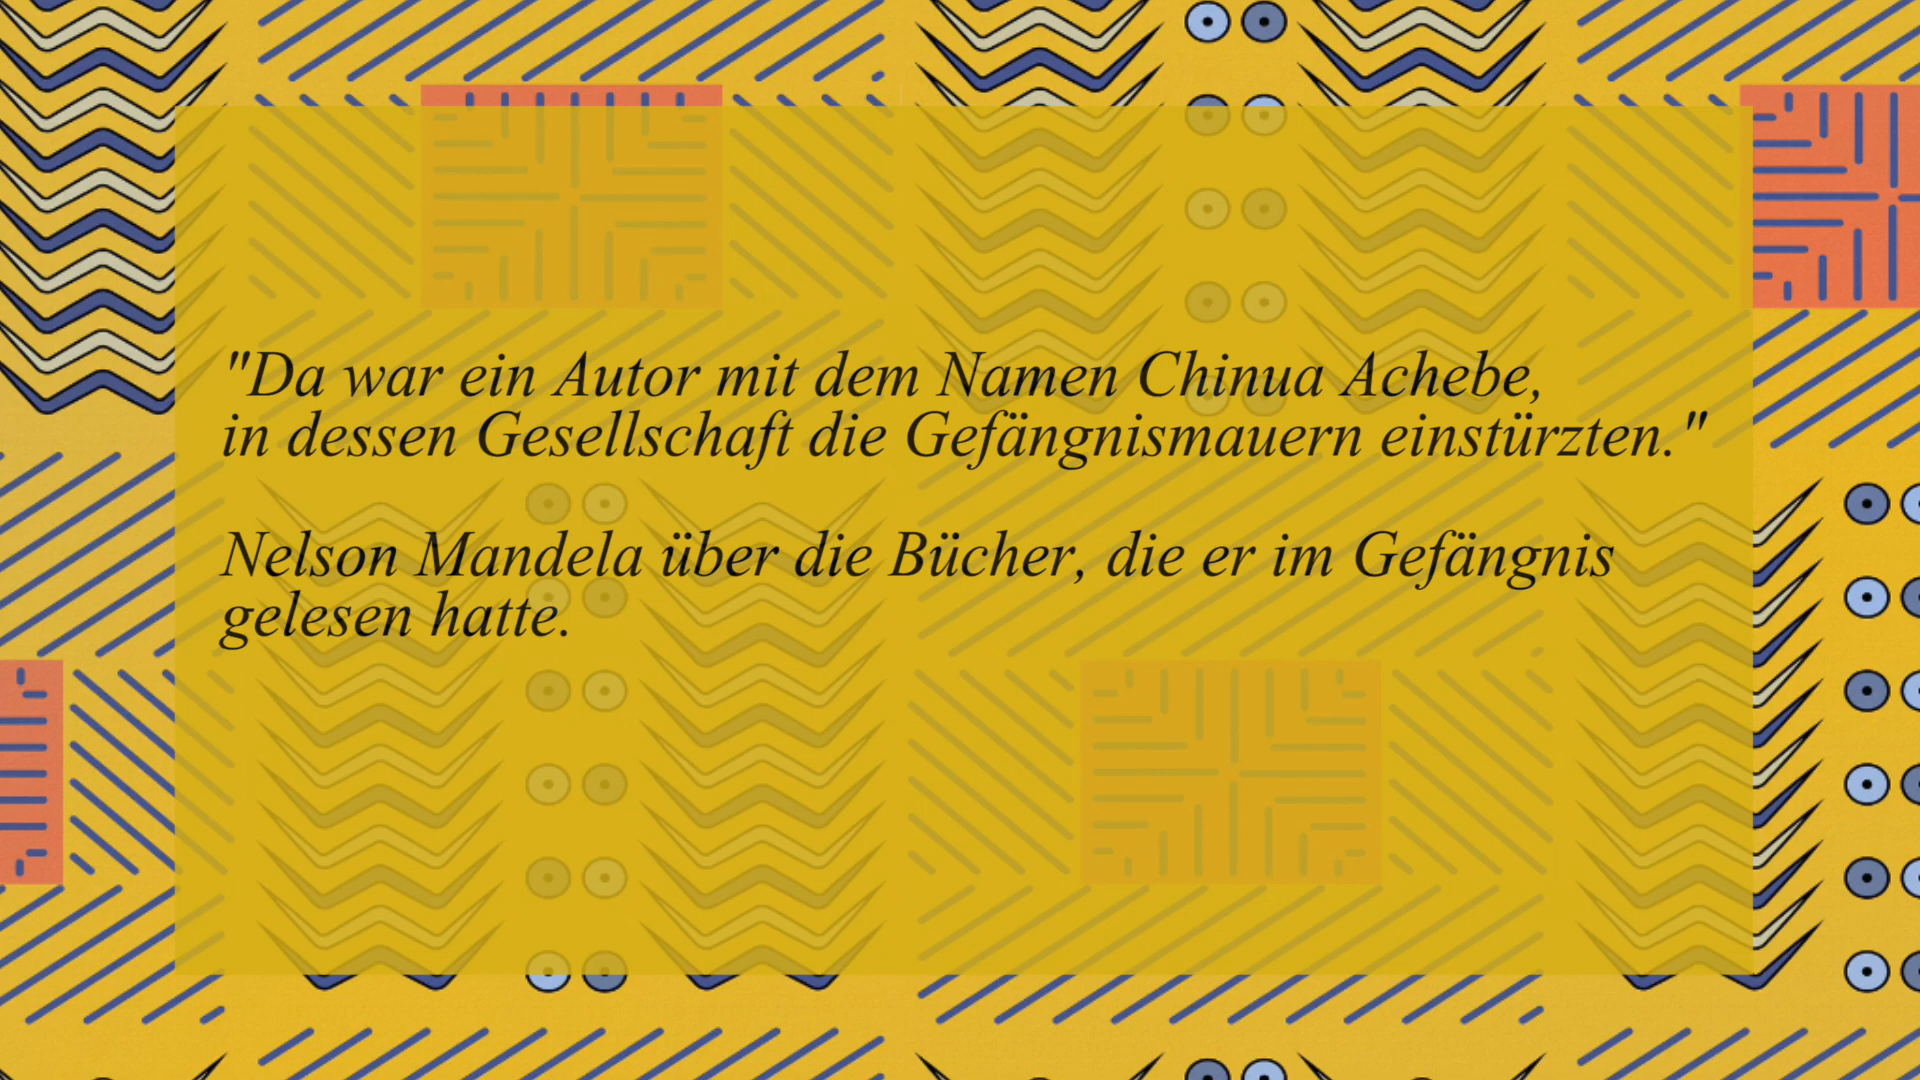 "Da war ein Autor mit dem Namen Chinua Achebe,
in dessen Gesellschaft die Gefängnismauern einstürzten."
Nelson Mandela über die Bücher, die er im Gefängnis
gelesen hatte.